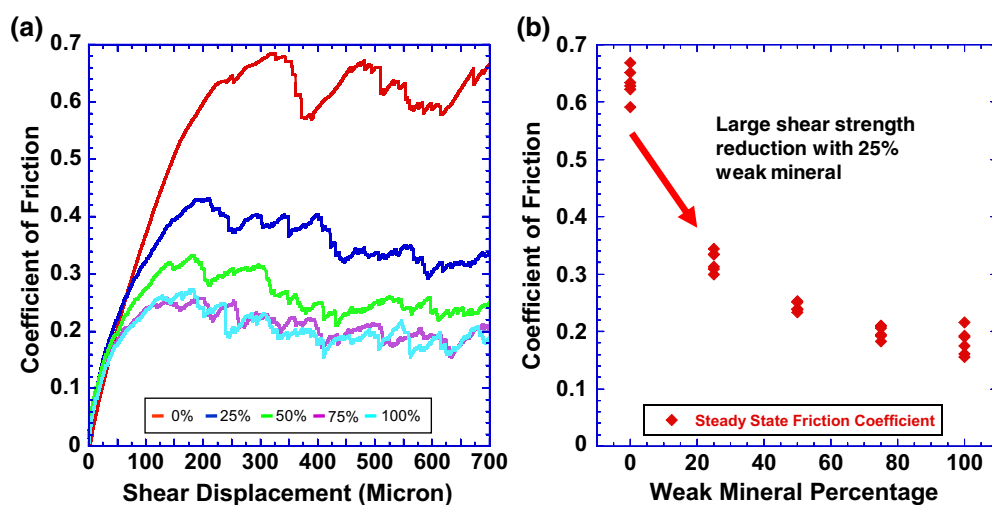 (a)
0.7
0.6
0.5
0.4
0.3
0.2
0.1
0
Coefficient of Friction
0% 25% 50% 75% 100%
0 100 200 300 400 500 600 700
Shear Displacement (Micron)
(b)
0.7
0.6
0.5
0.4
0.3
0.2
0.1
0
Coefficient of Friction
Large shear strength
reduction with 25%
weak mineral
Steady State Friction Coefficient
0 20 40 60 80 100
Weak Mineral Percentage